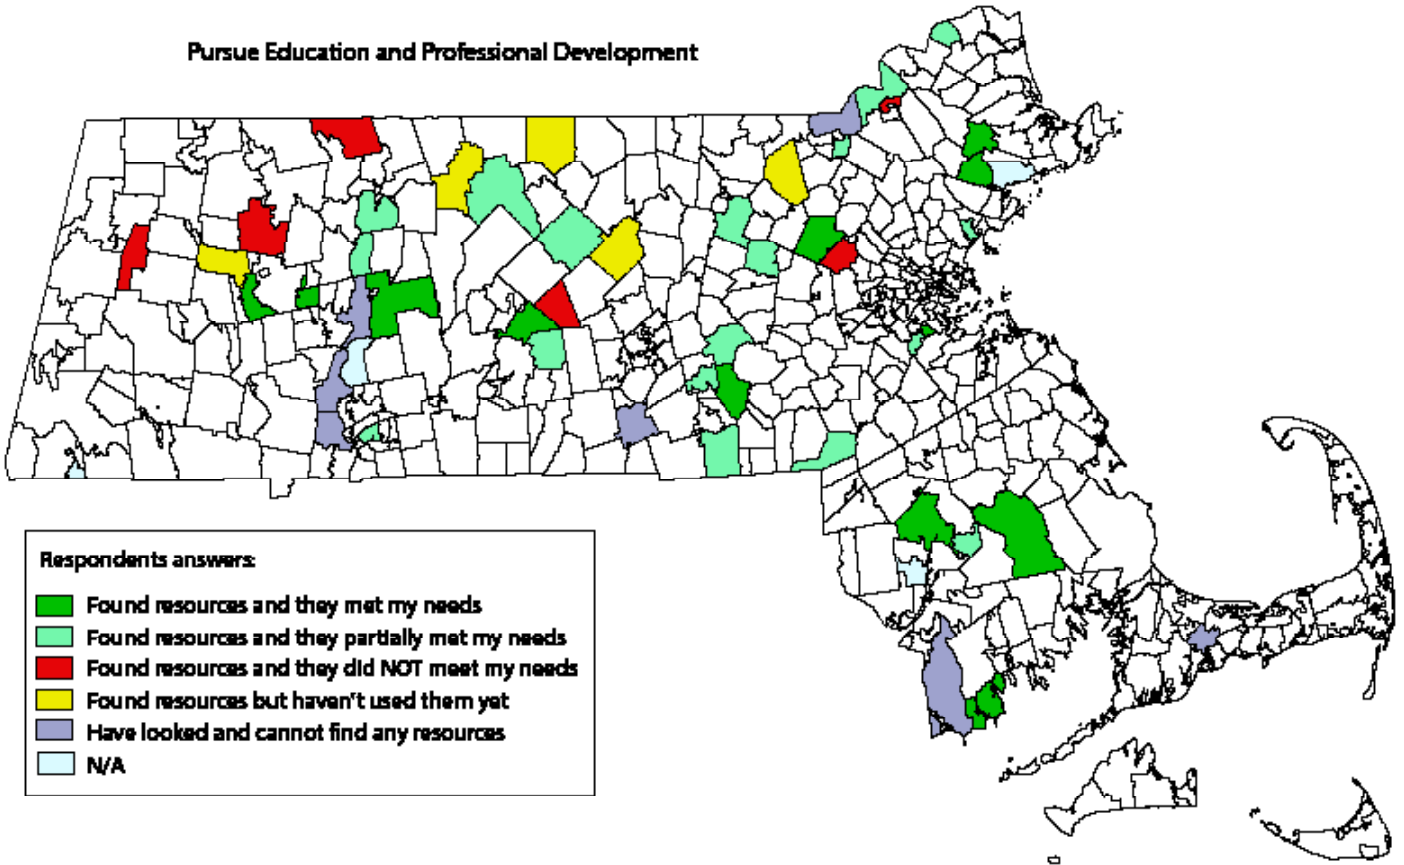 Pursue Education and Professional Development
Respondents answers:
Found resources and they met my needs
Found resources and they partially met my needs
Found resources and they did NOT meet my needs
Found resources but haven't used them yet
Have looked and cannot find any resources
N/A